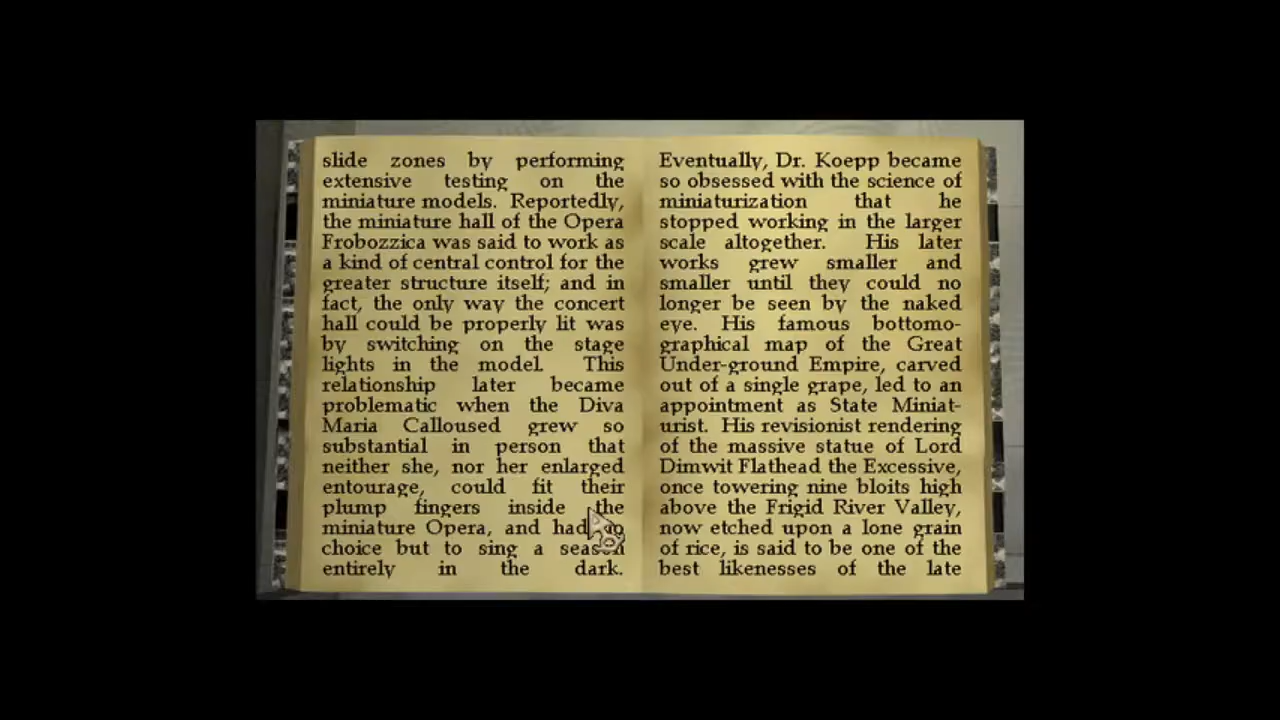 slide zones by performing
extensive testing on the
miniature models. Reportedly,
the miniature hall of the Opera
Frobozzica was said to work as
a kind of central control for the
greater structure itself; and in
fact, the only way the concert
hall could be properly lit was
by switching on the stage
lights in the model. This
relationship later became
problematic when the Diva
Maria Calloused grew so
substantial in person that
neither she, nor her enlarged
entourage, could fit their
plump fingers inside the
miniature Opera, and had no
choice but to sing a season
entirely in the dark.
Eventually, Dr. Koepp became
so obsessed with the science of
miniaturization that he
stopped working in the larger
scale altogether. His later
works grew smaller and
smaller until they could no
longer be seen by the naked
eye. His famous bottomo-
graphical map of the Great
Under-ground Empire, carved
out of a single grape, led to an
appointment as State Miniat-
urist. His revisionist rendering
of the massive statue of Lord
Dimwit Flathead the Excessive,
once towering nine bloits high
above the Frigid River Valley,
now etched upon a lone grain
of rice, is said to be one of the
best likenesses of the late